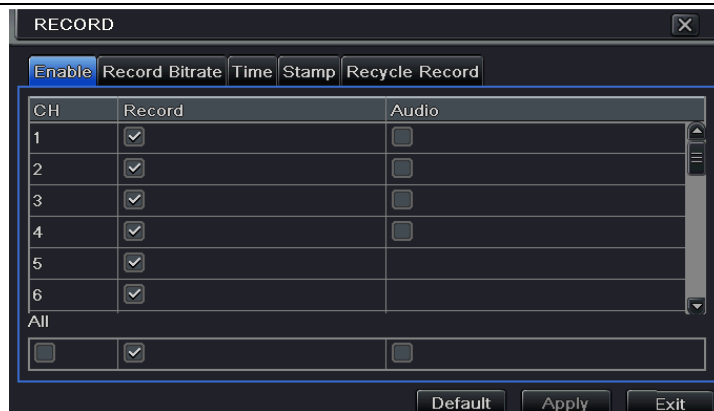 RECORD
Enable Record Bitrate Time Stamp Recycle Record
CH Record Audio
1
2
3
4
5
6
All
Default Apply Exit